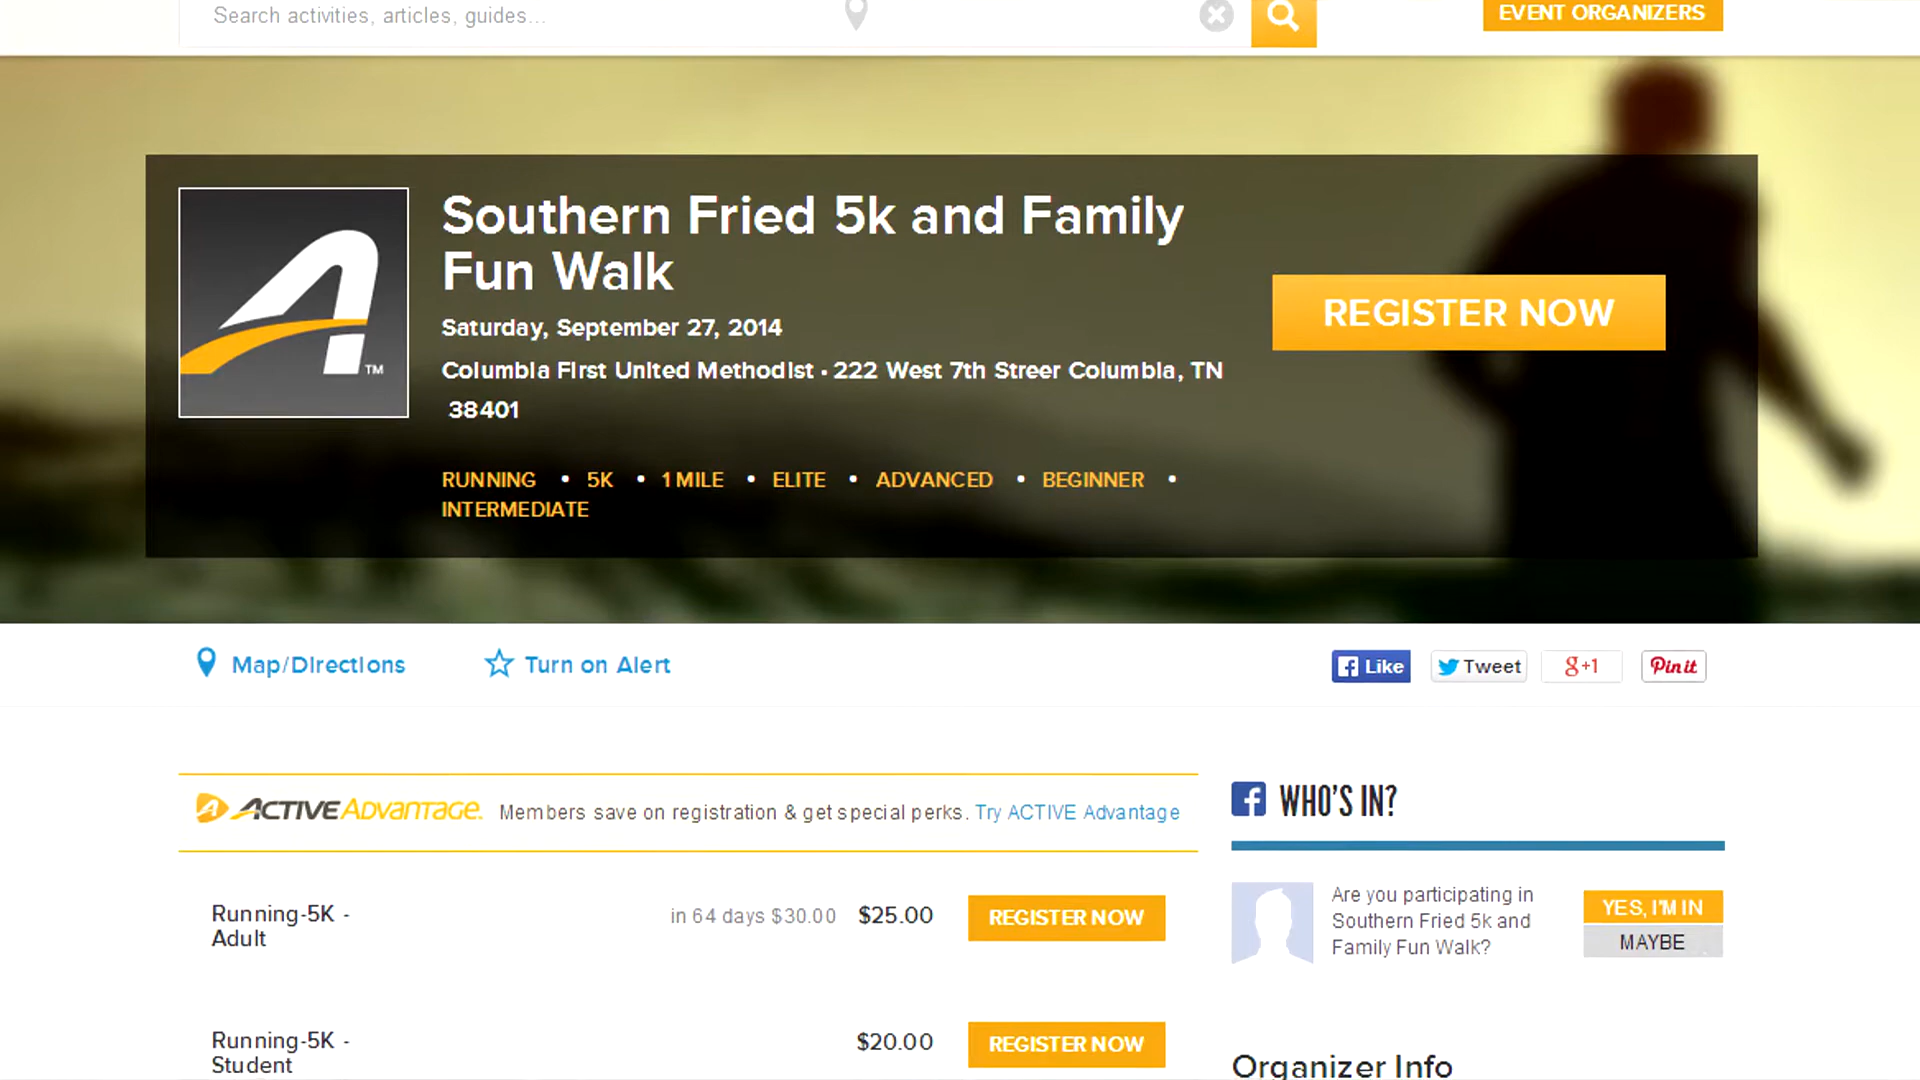 Search activities, articles, guides...
EVENT ORGANIZERS
Southern Fried 5k and Family
Fun Walk
Saturday, September 27, 2014
Columbia First United Methodist • 222 West 7th Streer Columbia, TN
38401
REGISTER NOW
RUNNING • 5K • 1 MILE • ELITE • ADVANCED • BEGINNER •
INTERMEDIATE
TM
Map/Directions
Turn on Alert
Like
Tweet
g+1
Pin it
ACTIVE Advantage. Members save on registration & get special perks. Try ACTIVE Advantage
WHO'S IN?
Are you participating in
Southern Fried 5k and
Family Fun Walk?
YES, I'M IN
MAYBE
Running-5K -
Adult
in 64 days $30.00 $25.00 REGISTER NOW
Running-5K -
Student
$20.00 REGISTER NOW
Organizer Info